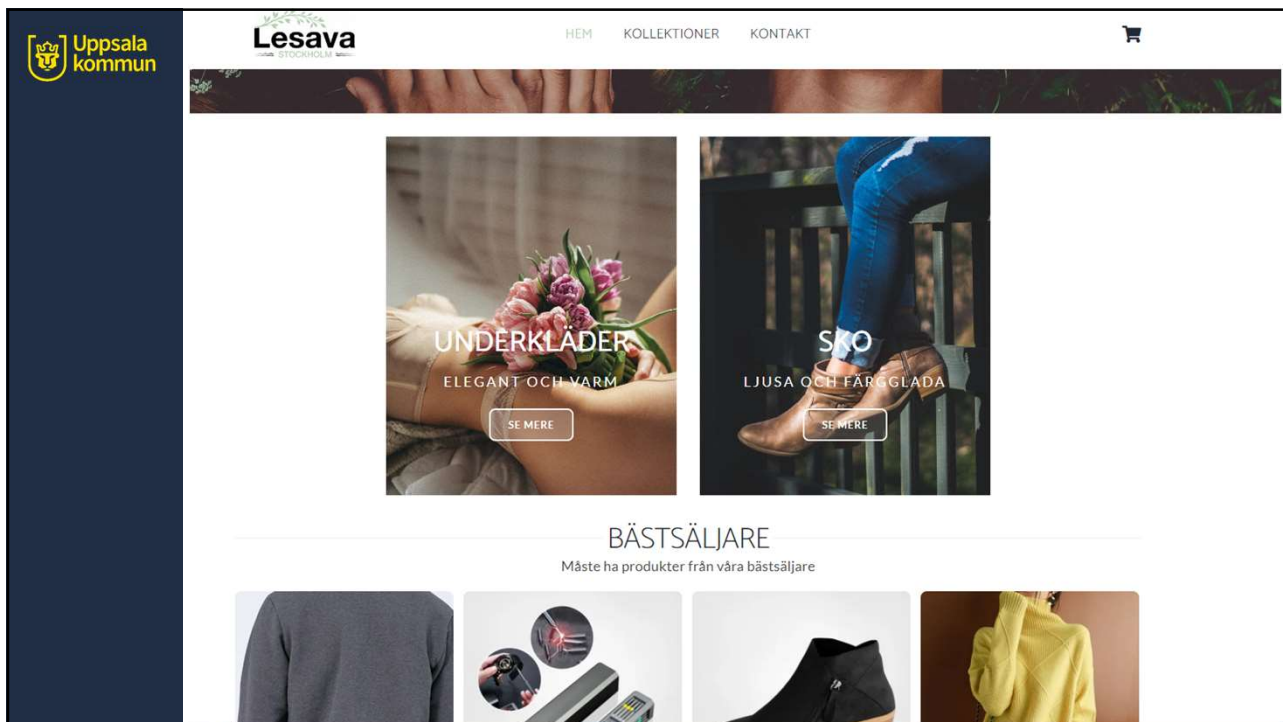 Uppsala
kommun
Lesava
STOCKHOLM
HEM KOLLEKTIONER KONTAKT
UNDERKLÄDER
ELEGANT OCH VARM
SE MERE
SKO
LJUSA OCH FÄRGGLADA
SE MERE
BÄSTSÄLJARE
Måste ha produkter från våra bästsäljare